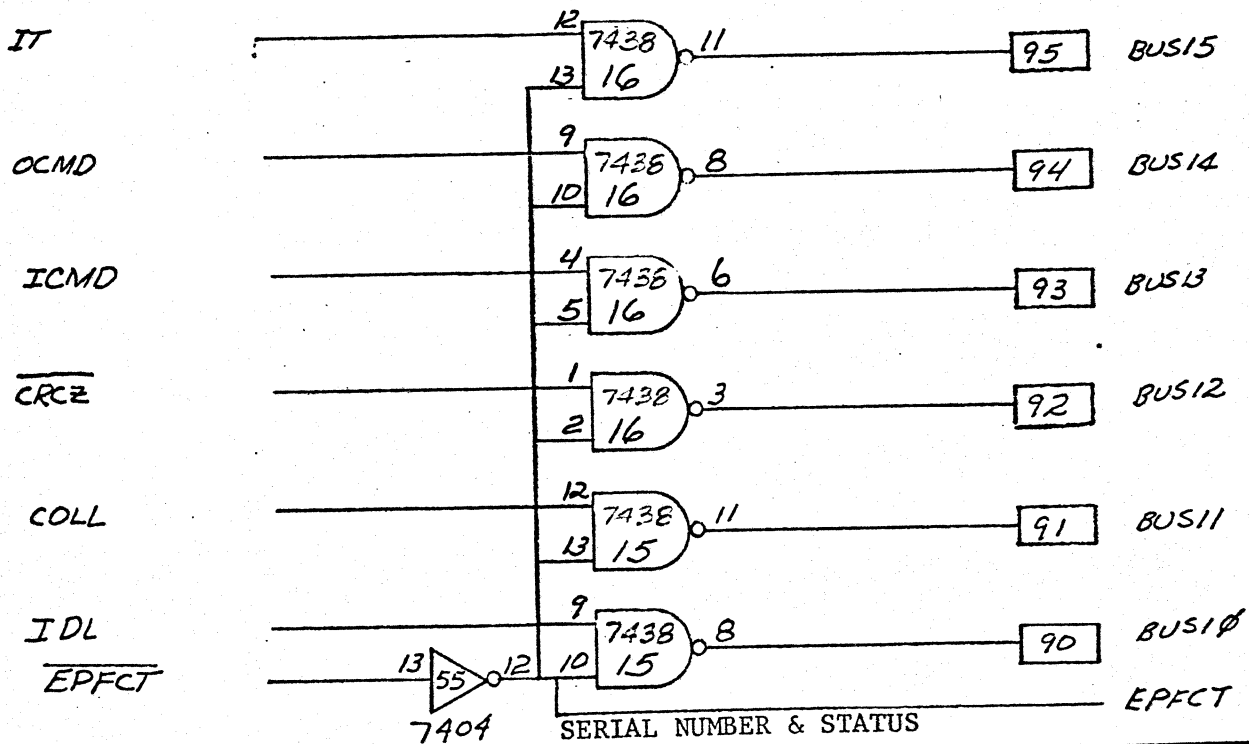 IT 12 7438 11 95 BUS15
13 16
OCMD 9 7438 8 94 BUS14
10 16
ICMD 4 7438 6 93 BUS13
5 16
C̅R̅C̅Z̅ 1 7438 3 92 BUS12
2 16
COLL 12 7438 11 91 BUS11
13 15
IDL 9 7438 8 90 BUS1Ø
E̅P̅F̅C̅T̅ 13 55 12 10 15
EPFCT
7404 SERIAL NUMBER & STATUS